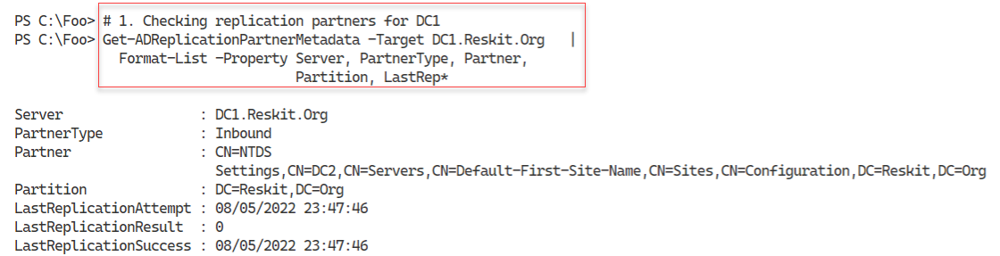 PS C:\Foo> # 1. Checking replication partners for DC1
PS C:\Foo> Get-ADReplicationPartnerMetadata -Target DC1.Reskit.Org   |
             Format-List -Property Server, PartnerType, Partner,
                                   Partition, LastRep*

Server                 : DC1.Reskit.Org
PartnerType            : Inbound
Partner                : CN=NTDS
                         Settings,CN=DC2,CN=Servers,CN=Default-First-Site-Name,CN=Sites,CN=Configuration,DC=Reskit,DC=Org
Partition              : DC=Reskit,DC=Org
LastReplicationAttempt : 08/05/2022 23:47:46
LastReplicationResult  : 0
LastReplicationSuccess : 08/05/2022 23:47:46